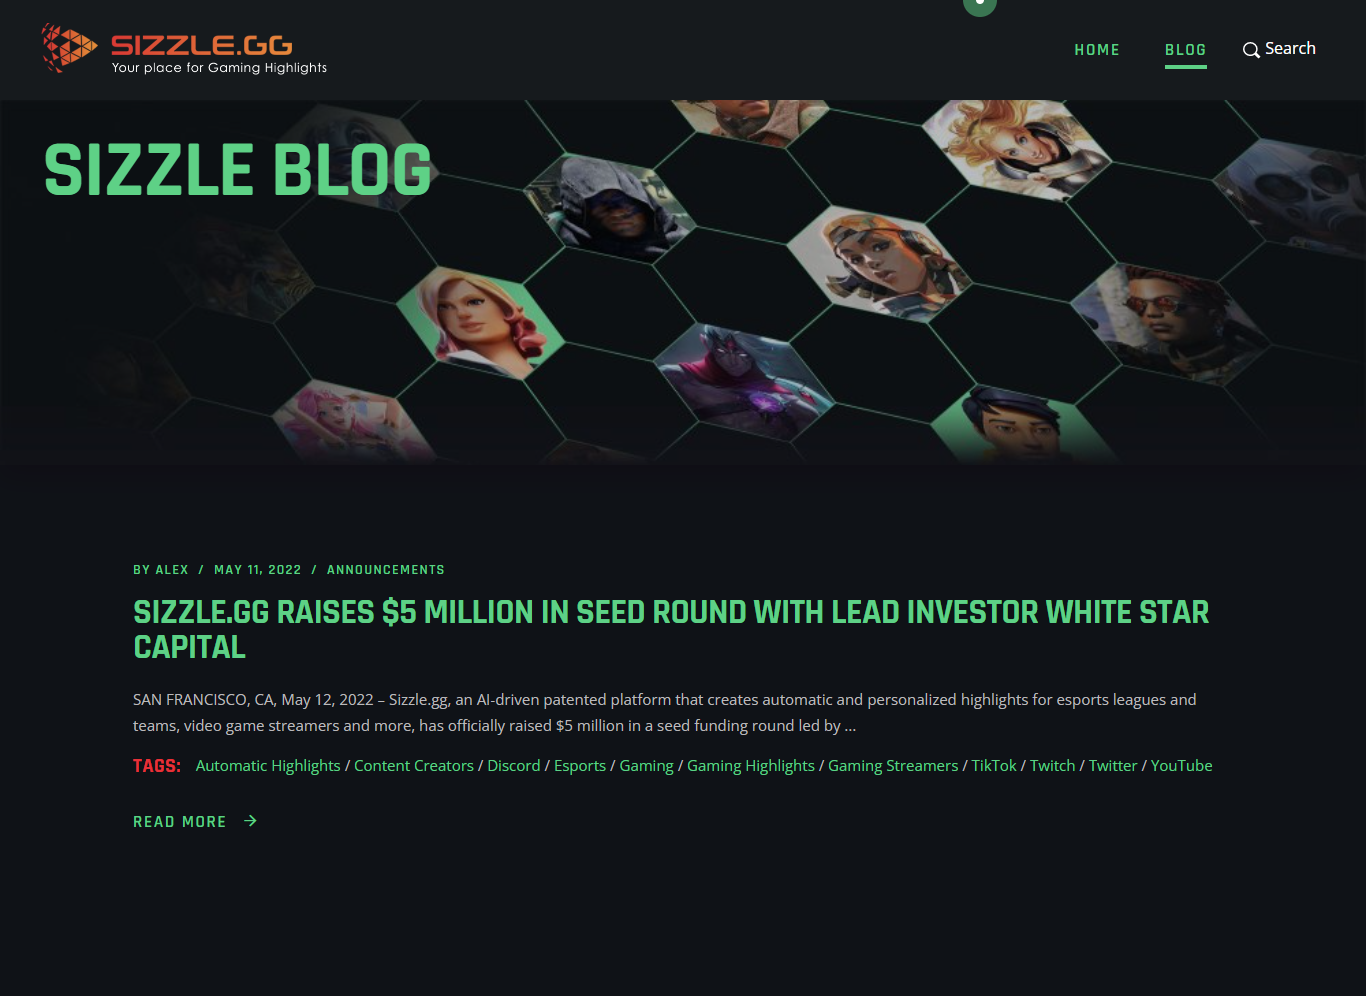 SIZZLE.GG
Your place for Gaming Highlights
HOME
BLOG
Search
SIZZLE BLOG
BY ALEX / MAY 11, 2022 / ANNOUNCEMENTS
SIZZLE.GG RAISES $5 MILLION IN SEED ROUND WITH LEAD INVESTOR WHITE STAR
CAPITAL
SAN FRANCISCO, CA, May 12, 2022 – Sizzle.gg, an AI-driven patented platform that creates automatic and personalized highlights for esports leagues and
teams, video game streamers and more, has officially raised $5 million in a seed funding round led by ...
TAGS: Automatic Highlights / Content Creators / Discord / Esports / Gaming / Gaming Highlights / Gaming Streamers / TikTok / Twitch / Twitter / YouTube
READ MORE